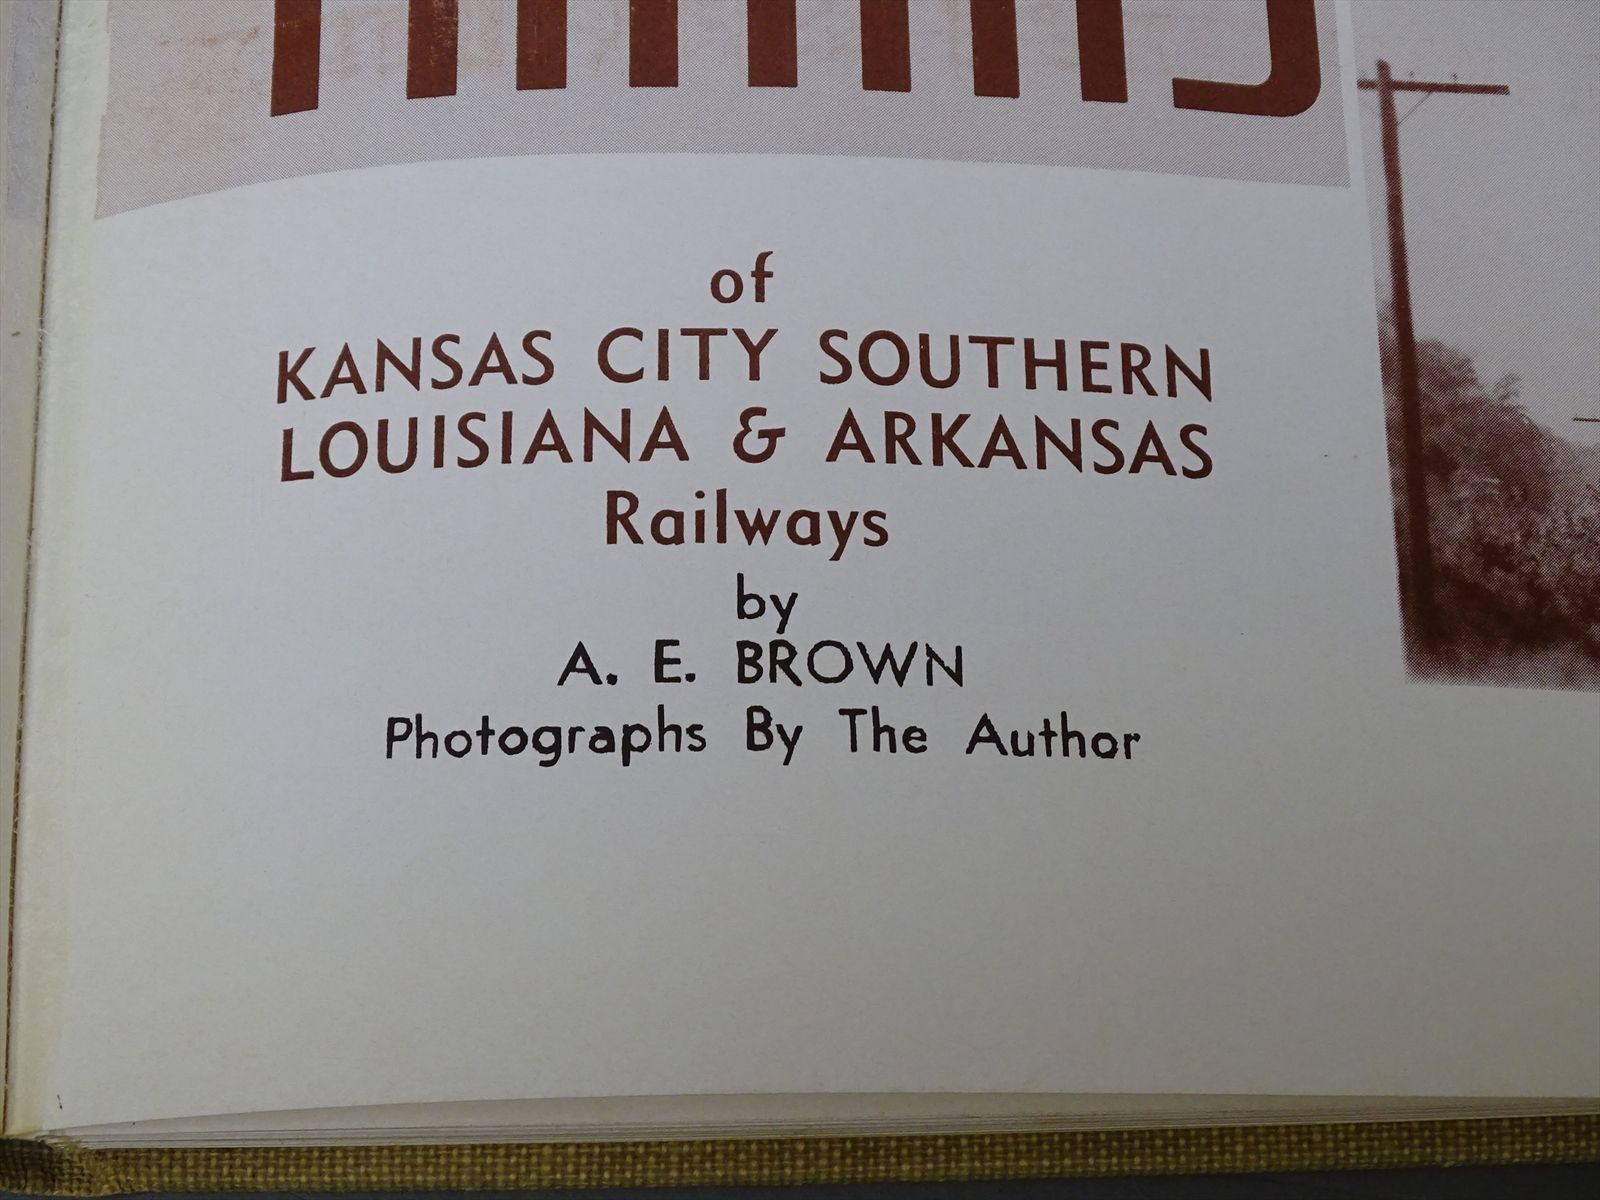 of
KANSAS CITY SOUTHERN
LOUISIANA & ARKANSAS
Railways
by
A. E. BROWN
Photographs By The Author